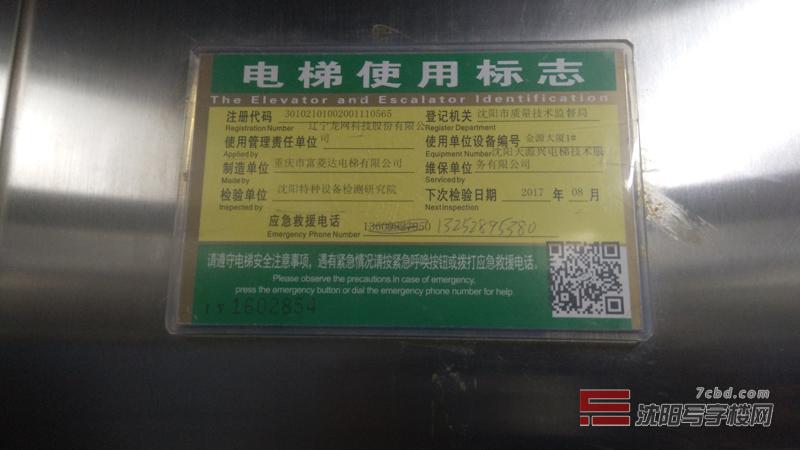 电梯使用标志
The Elevator and Escalator Identification
注册代码 30102101002001110565 登记机关 沈阳市质量技术监督局
Registration Number Register Department
辽宁龙网科技股份有限公
使用管理责任单位 司 使用单位设备编号 金源大厦1#
Applied by Equipment Number 沈阳天源兴电梯技术服
制造单位 重庆市富菱达电梯有限公司 维保单位 务有限公司
Made by Serviced by
检验单位 沈阳特种设备检测研究院 下次检验日期 2017 年 08 月
Inspected by Next Inspection
应急救援电话 13252895380
Emergency Phone Number
请遵守电梯安全注意事项,遇有紧急情况请按紧急呼唤按钮或拨打应急救援电话。
Please observe the precautions.In case of emergency,
press the emergency button or dial the emergency phone number for help.
1602854
7cbd.com
沈阳写字楼网